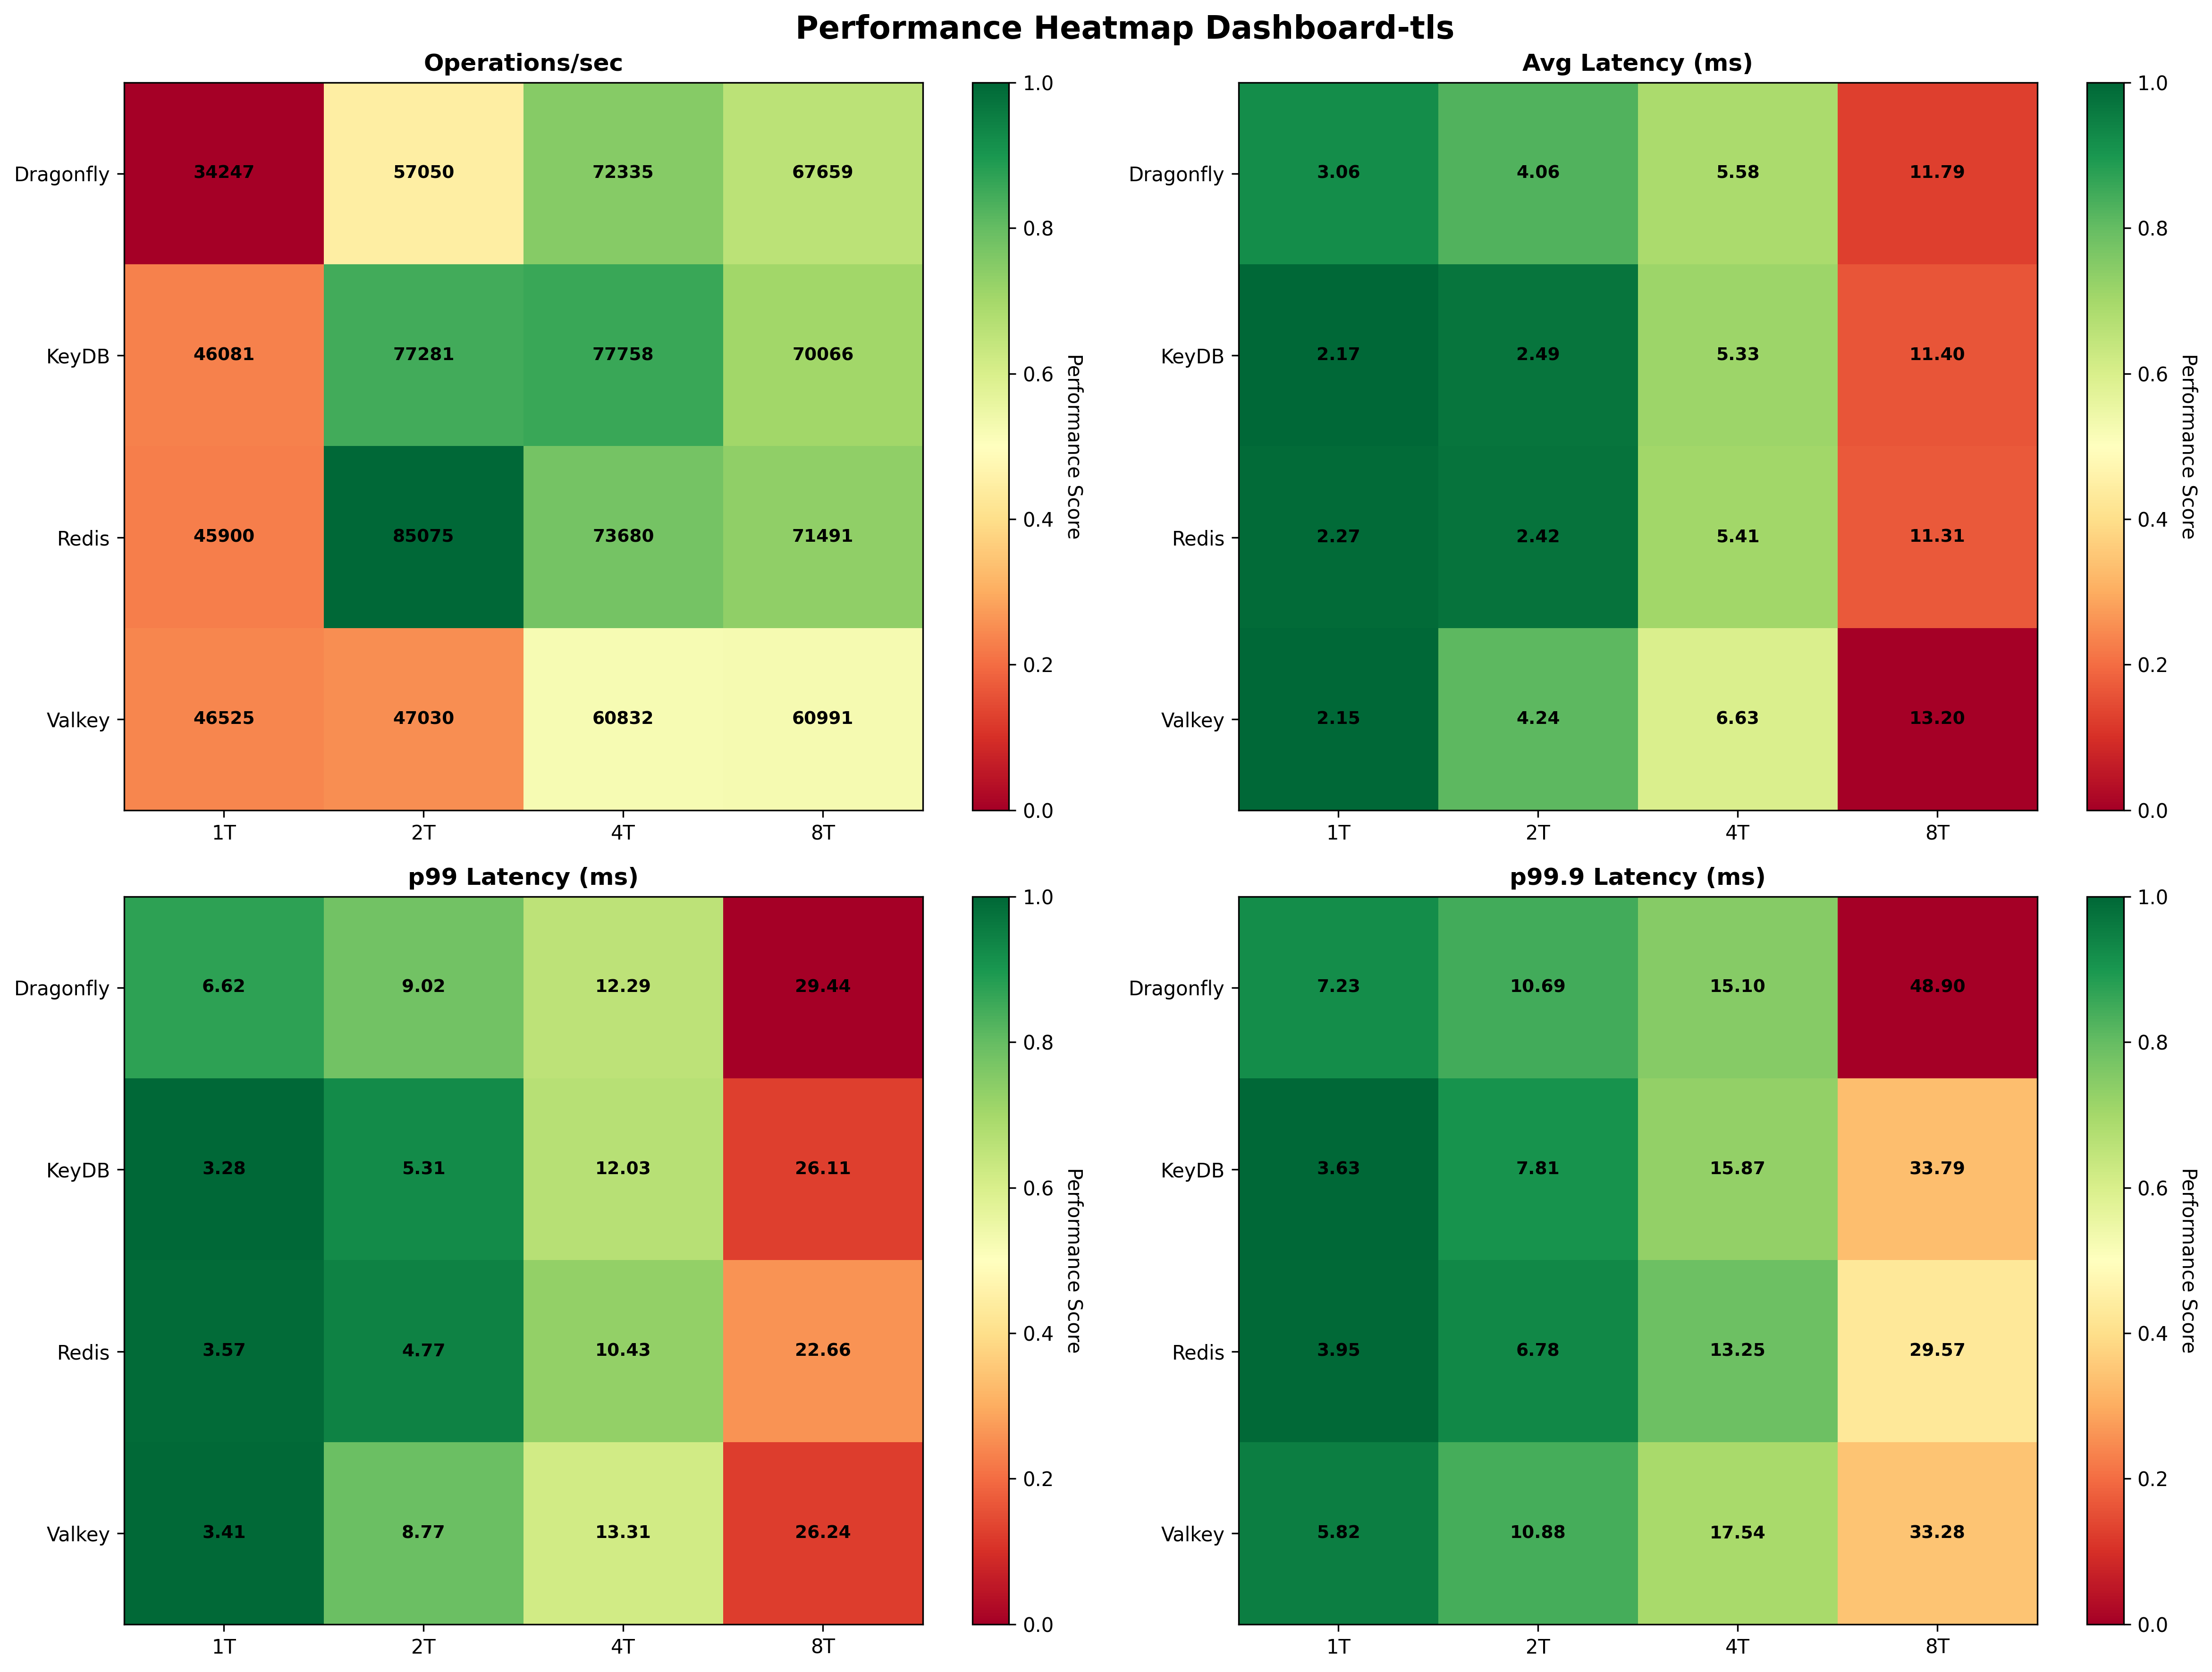 Performance Heatmap Dashboard-tls
Operations/sec
Dragonfly 34247 57050 72335 67659
KeyDB 46081 77281 77758 70066
Redis 45900 85075 73680 71491
Valkey 46525 47030 60832 60991
1T 2T 4T 8T
1.0
0.8
0.6
0.4
0.2
0.0
Performance Score
Avg Latency (ms)
Dragonfly 3.06 4.06 5.58 11.79
KeyDB 2.17 2.49 5.33 11.40
Redis 2.27 2.42 5.41 11.31
Valkey 2.15 4.24 6.63 13.20
1T 2T 4T 8T
1.0
0.8
0.6
0.4
0.2
0.0
Performance Score
p99 Latency (ms)
Dragonfly 6.62 9.02 12.29 29.44
KeyDB 3.28 5.31 12.03 26.11
Redis 3.57 4.77 10.43 22.66
Valkey 3.41 8.77 13.31 26.24
1T 2T 4T 8T
1.0
0.8
0.6
0.4
0.2
0.0
Performance Score
p99.9 Latency (ms)
Dragonfly 7.23 10.69 15.10 48.90
KeyDB 3.63 7.81 15.87 33.79
Redis 3.95 6.78 13.25 29.57
Valkey 5.82 10.88 17.54 33.28
1T 2T 4T 8T
1.0
0.8
0.6
0.4
0.2
0.0
Performance Score